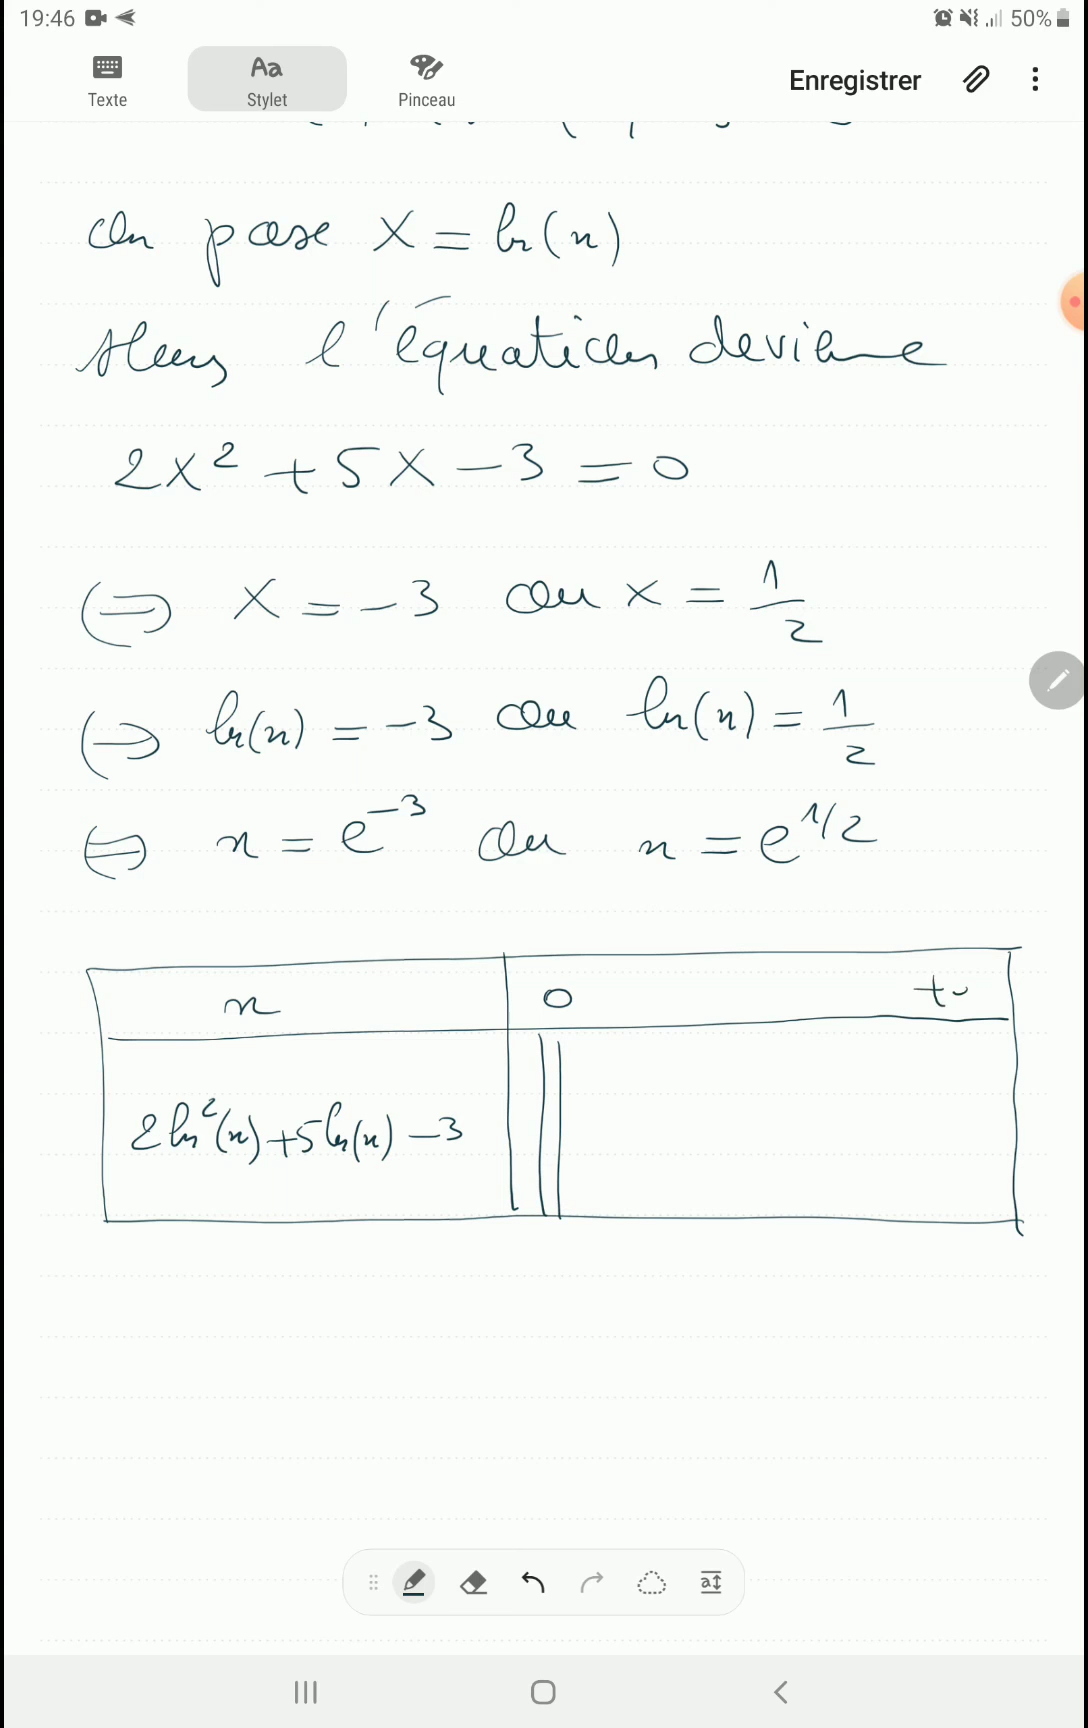 19:46 50%
Texte Stylet Pinceau Enregistrer
On pose X = ln(x)
Alors l'équation devient
2X² + 5X - 3 = 0
⇔ X = -3 ou X = 1/2
⇔ ln(x) = -3 ou ln(x) = 1/2
⇔ x = e⁻³ ou x = e^1/2
x 0 +∞
2ln²(x)+5ln(x)-3